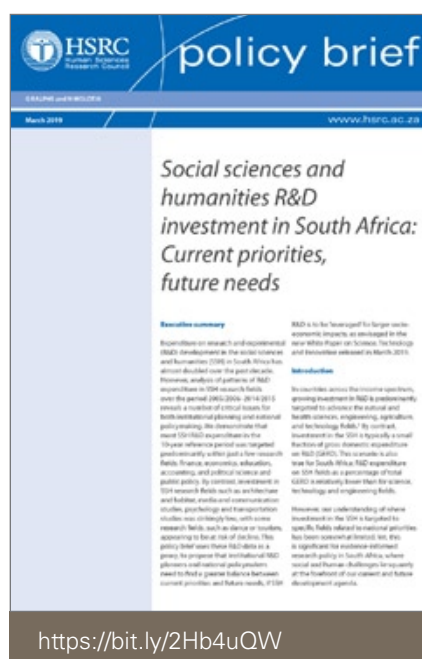 HSRC
Human Sciences
Research Council
policy brief
G RALPHS and N MOLOTJA
March 2019
www.hsrc.ac.za
Social sciences and
humanities R&D
investment in South Africa:
Current priorities,
future needs
Executive summary
Expenditure on research and experimental
(R&D) development in the social sciences
and humanities (SSH) in South Africa has
almost doubled over the past decade.
However, analysis of patterns of R&D
expenditure in SSH research fields
over the period 2005/2006–2014/2015
reveals a number of critical issues for
both institutional planning and national
policymaking. We demonstrate that
most SSH R&D expenditure in the
10-year reference period was targeted
predominantly within just a few research
fields: finance, economics, education,
accounting, and political science and
public policy. By contrast, investment in
SSH research fields such as architecture
and habitat, media and communication
studies, psychology and transportation
studies was strikingly low, with some
research fields, such as dance or tourism,
appearing to be at risk of decline. This
policy brief uses these R&D data as a
proxy, to propose that institutional R&D
planners and national policymakers
need to find a greater balance between
current priorities and future needs, if SSH
R&D is to be 'leveraged' for larger socio-
economic impacts, as envisaged in the
new White Paper on Science, Technology
and Innovation released in March 2019.
Introduction
In countries across the income spectrum,
growing investment in R&D is predominantly
targeted to advance the natural and
health sciences, engineering, agriculture,
and technology fields. By contrast,
investment in the SSH is typically a small
fraction of gross domestic expenditure
on R&D (GERD). This scenario is also
true for South Africa: R&D expenditure
on SSH fields as a percentage of total
GERD is relatively lower than for science,
technology and engineering fields.
However, our understanding of where
investment in the SSH is targeted to
specific fields related to national priorities
has been somewhat limited. Yet, this
is significant for evidence-informed
research policy in South Africa, where
social and human challenges lie squarely
at the forefront of our current and future
development agenda.
https://bit.ly/2Hb4uQW